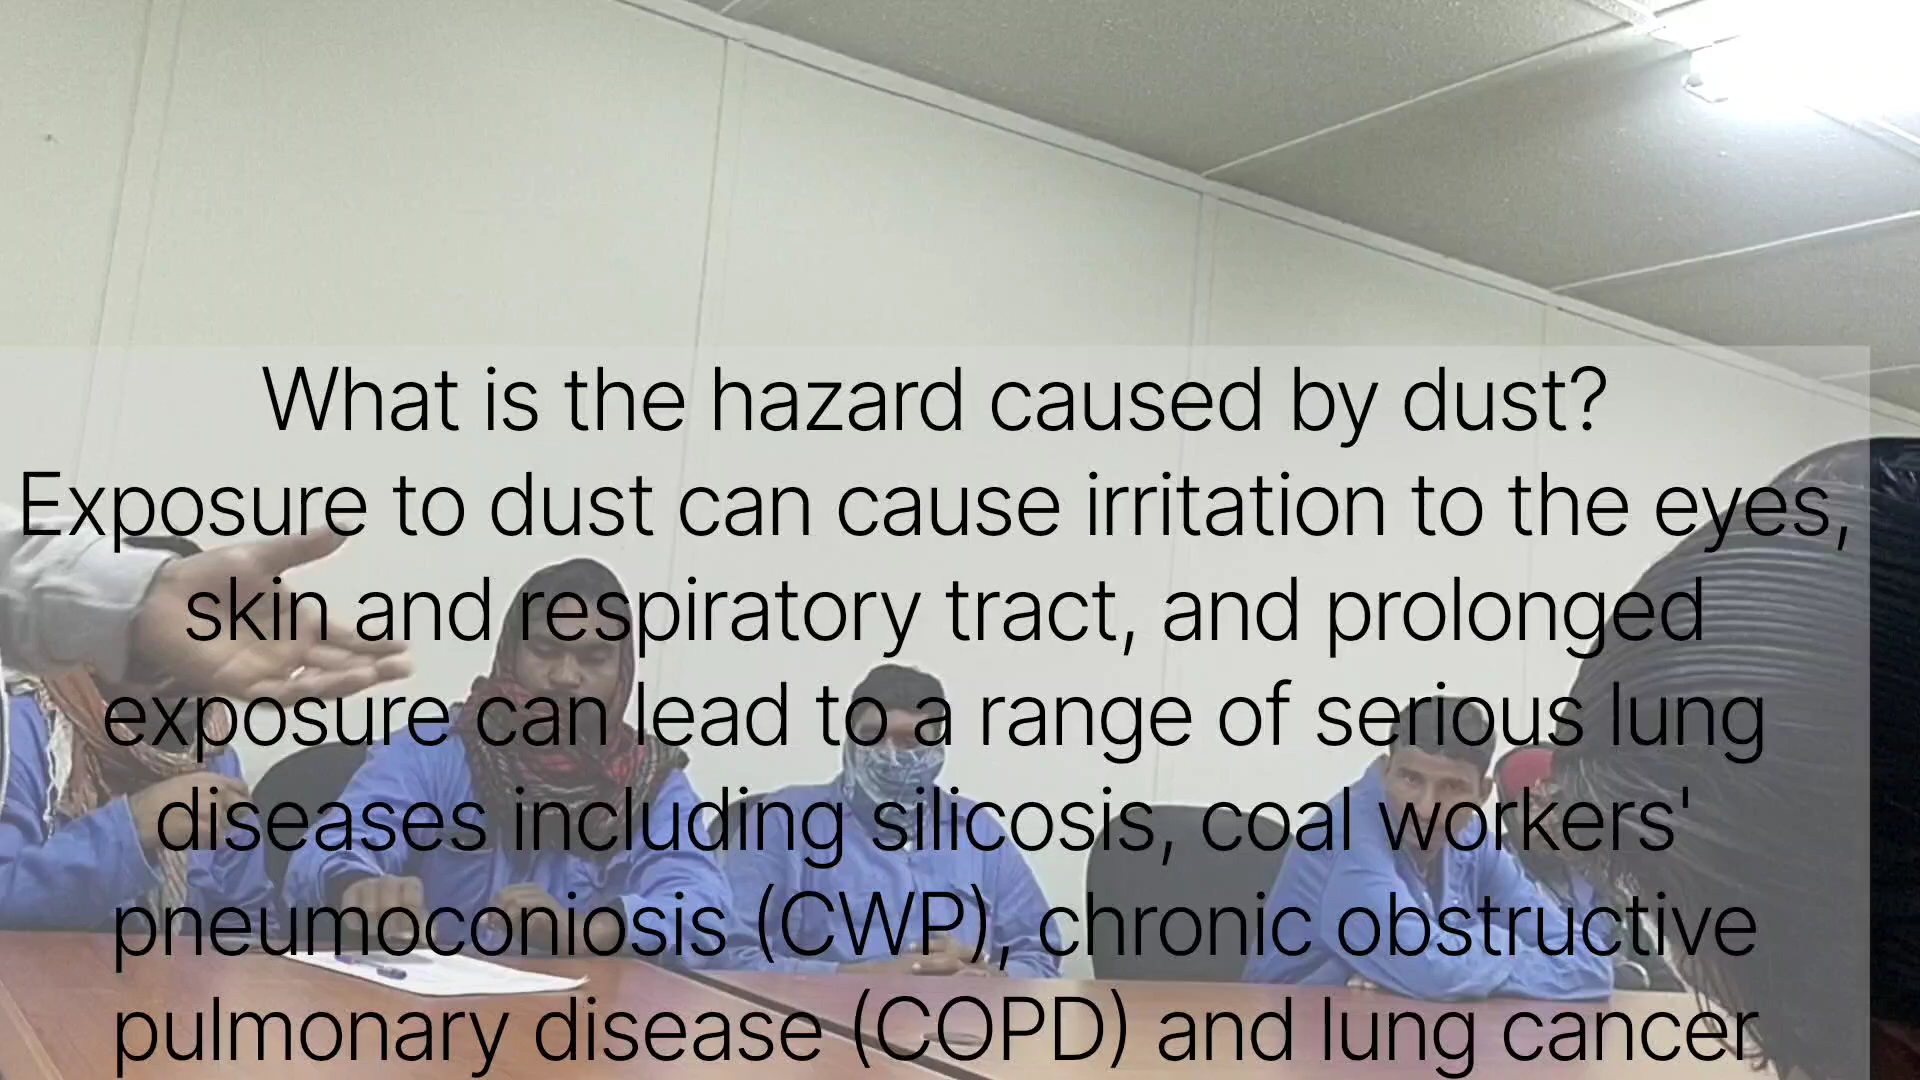 What is the hazard caused by dust?
Exposure to dust can cause irritation to the eyes,
skin and respiratory tract, and prolonged
exposure can lead to a range of serious lung
diseases including silicosis, coal workers'
pneumoconiosis (CWP), chronic obstructive
pulmonary disease (COPD) and lung cancer